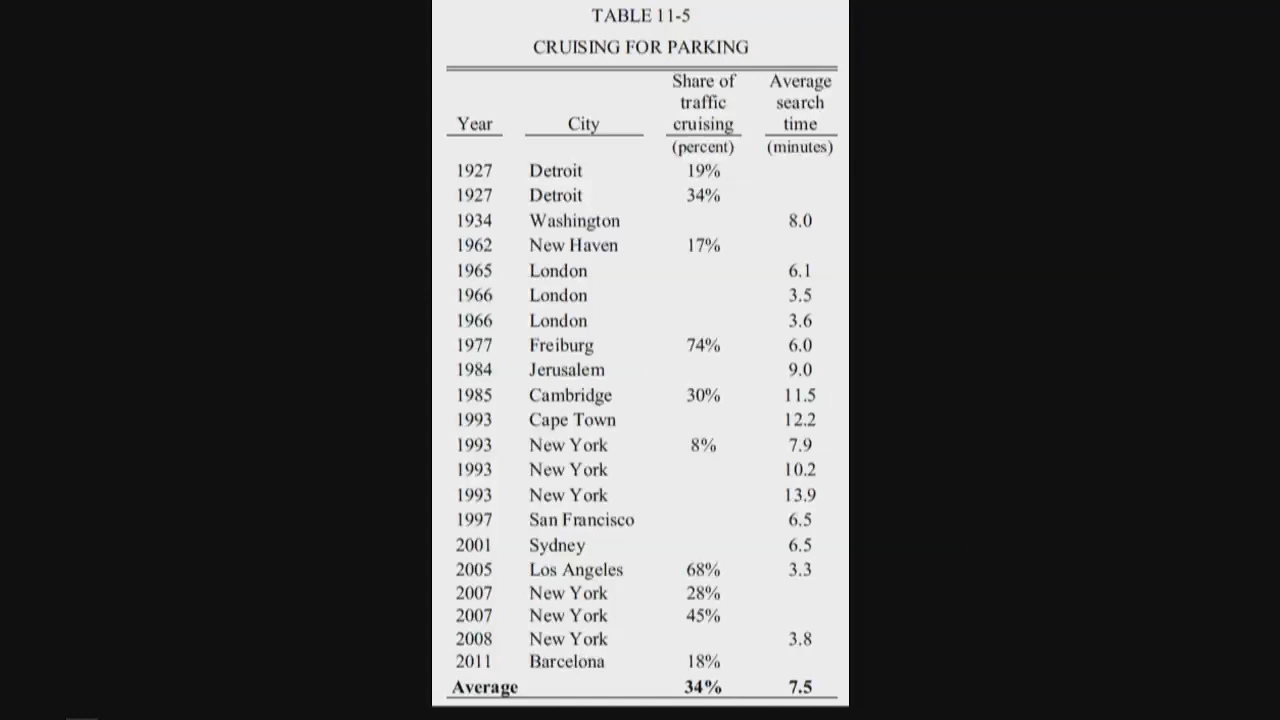 TABLE 11-5
CRUISING FOR PARKING
Share of Average
traffic search
Year City cruising time
(percent) (minutes)
1927 Detroit 19%
1927 Detroit 34%
1934 Washington 8.0
1962 New Haven 17%
1965 London 6.1
1966 London 3.5
1966 London 3.6
1977 Freiburg 74% 6.0
1984 Jerusalem 9.0
1985 Cambridge 30% 11.5
1993 Cape Town 12.2
1993 New York 8% 7.9
1993 New York 10.2
1993 New York 13.9
1997 San Francisco 6.5
2001 Sydney 6.5
2005 Los Angeles 68% 3.3
2007 New York 28%
2007 New York 45%
2008 New York 3.8
2011 Barcelona 18%
Average 34% 7.5